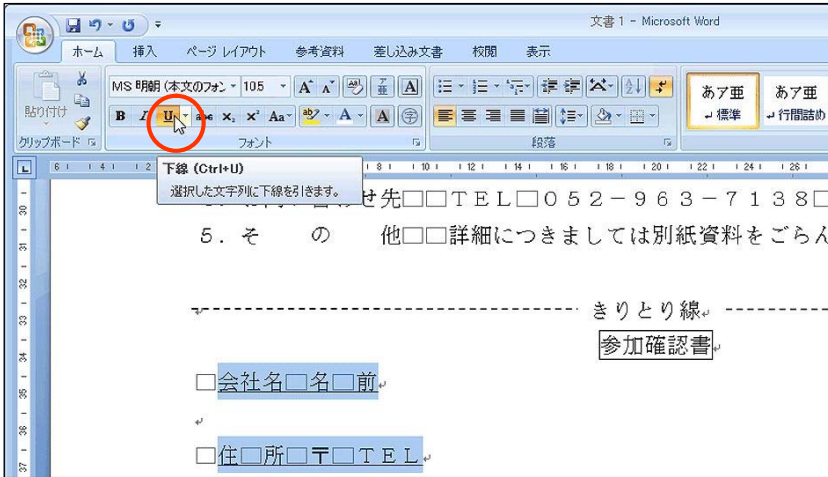 文書 1 - Microsoft Word
ホーム 挿入 ページ レイアウト 参考資料 差し込み文書 校閲 表示
MS 明朝 (本文のフォン 10.5
あア亜 あア亜
貼り付け
B I U abc X₂ X² Aa ab A A 字
標準 行間詰め
クリップボード フォント 段落
下線 (Ctrl+U)
選択した文字列に下線を引きます。
せ先□□ＴＥＬ□０５２－９６３－７１３８□
５．そ の 他□□詳細につきましては別紙資料をごらん
きりとり線
参加確認書
□会社名□名□前
□住□所□〒□ＴＥＬ